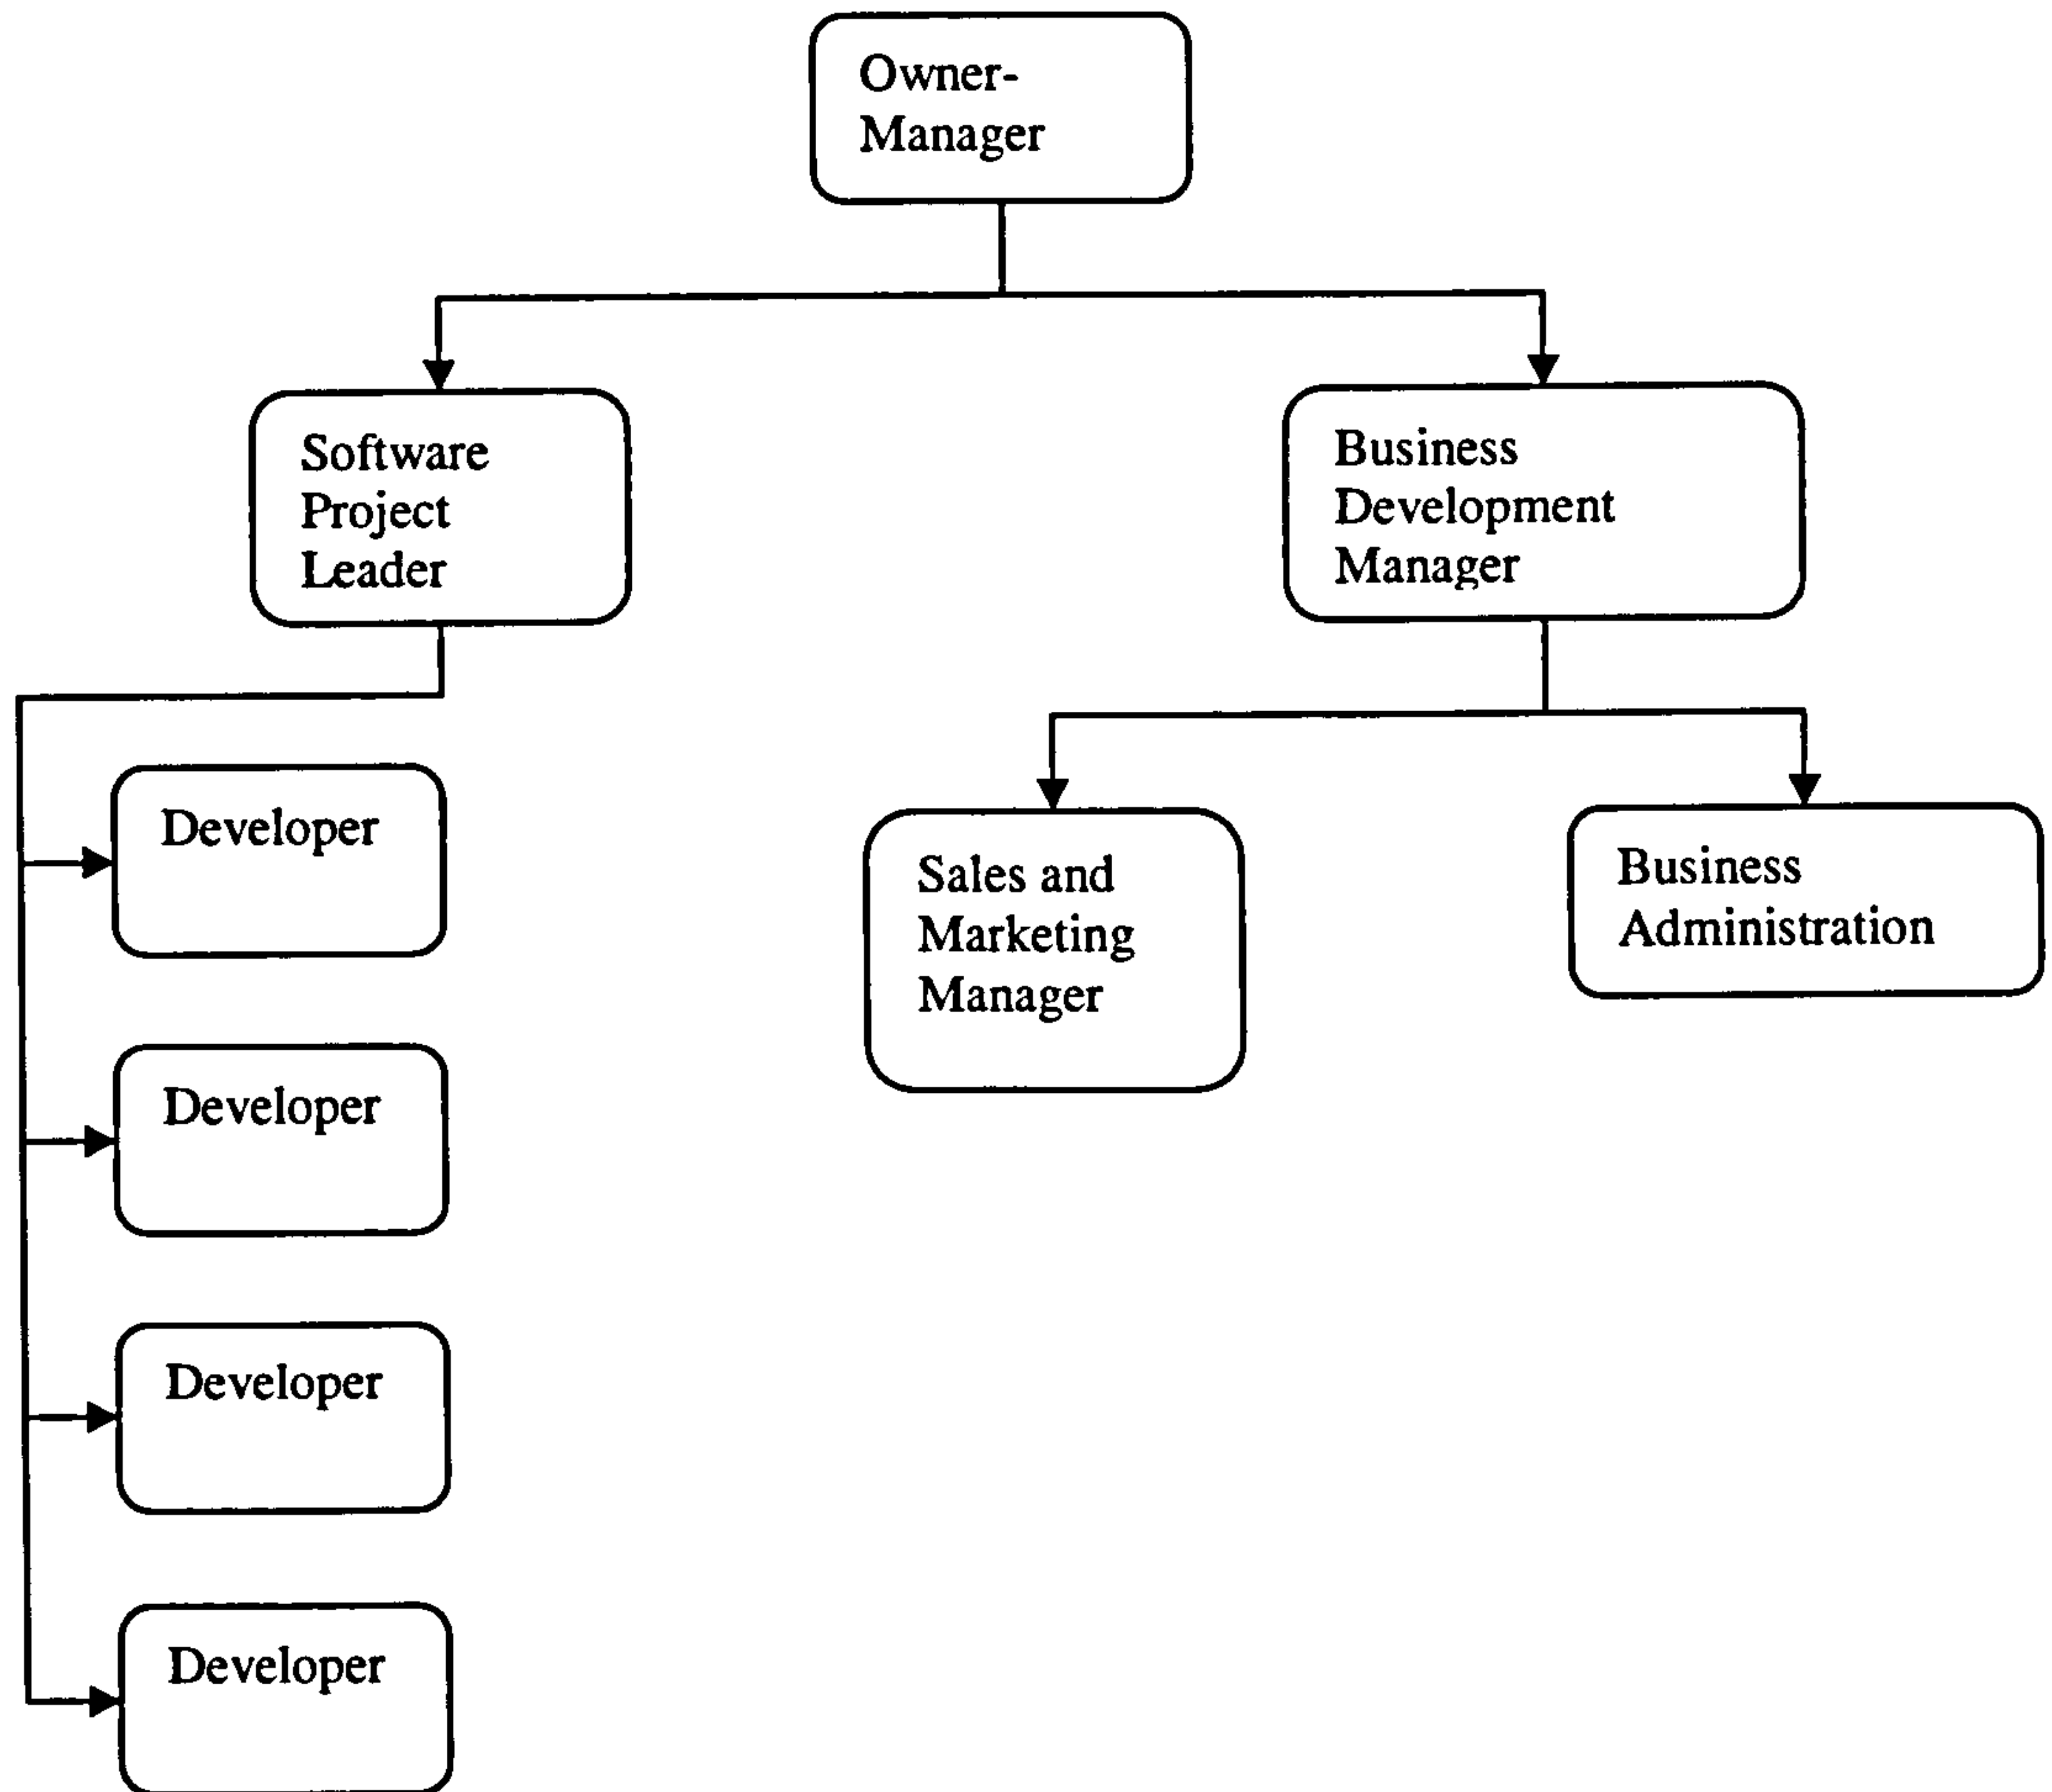 Owner-
Manager
Software
Project
Leader
Business
Development
Manager
Developer
Sales and
Marketing
Manager
Business
Administration
Developer
Developer
Developer